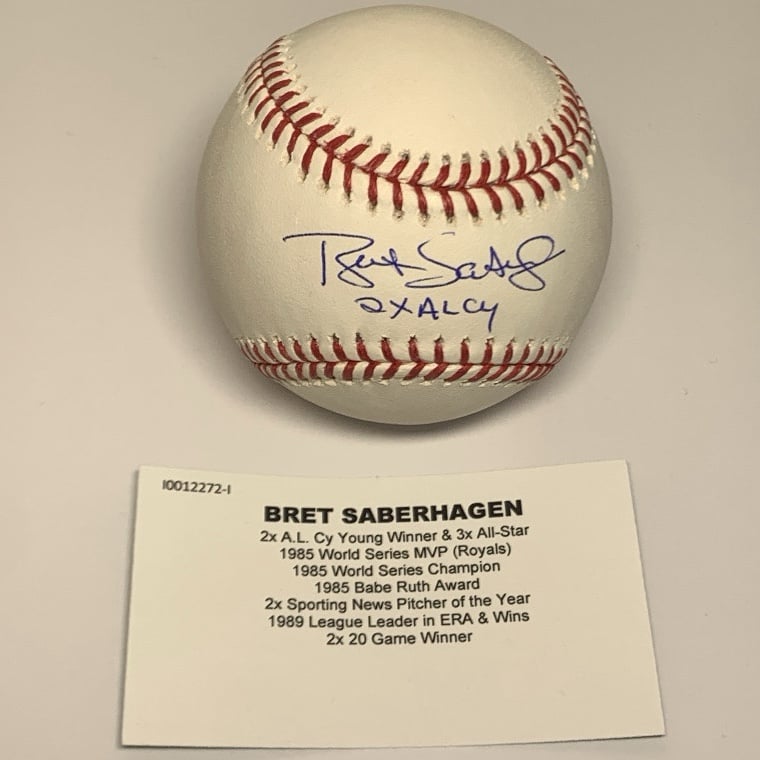 Bret Saberhagen
2X AL CY
I0012272-I
BRET SABERHAGEN
2x A.L. Cy Young Winner & 3x All-Star
1985 World Series MVP (Royals)
1985 World Series Champion
1985 Babe Ruth Award
2x Sporting News Pitcher of the Year
1989 League Leader in ERA & Wins
2x 20 Game Winner